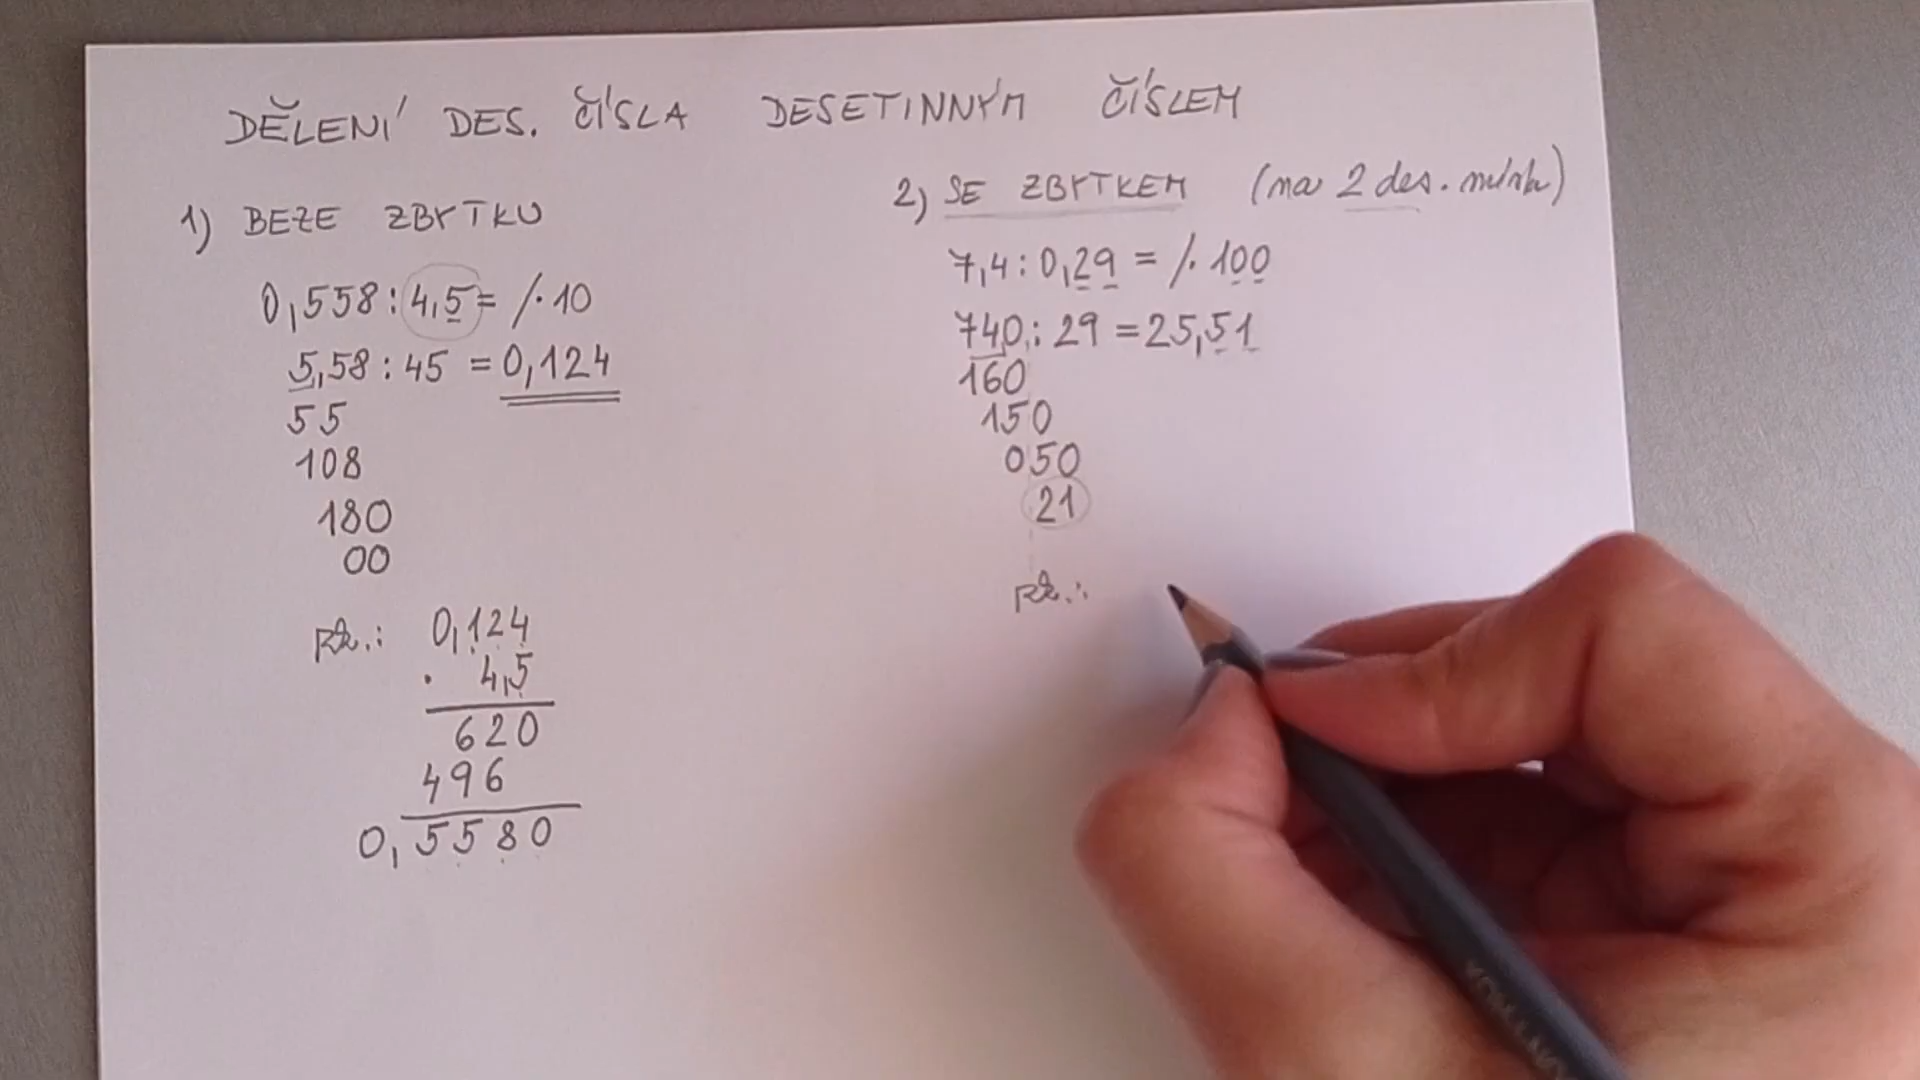 DĚLENÍ DES. ČÍSLA DESETINNÝM ČÍSLEM
1) BEZE ZBYTKU
0,558 : 4,5 = /· 10
5,58 : 45 = 0,124
55
108
180
00
Zk.: 0,124
· 4,5
620
496
0,5580
2) SE ZBYTKEM (na 2 des. místa)
7,4 : 0,29 = /· 100
740, : 29 = 25,51
160
150
050
21
Zk.: